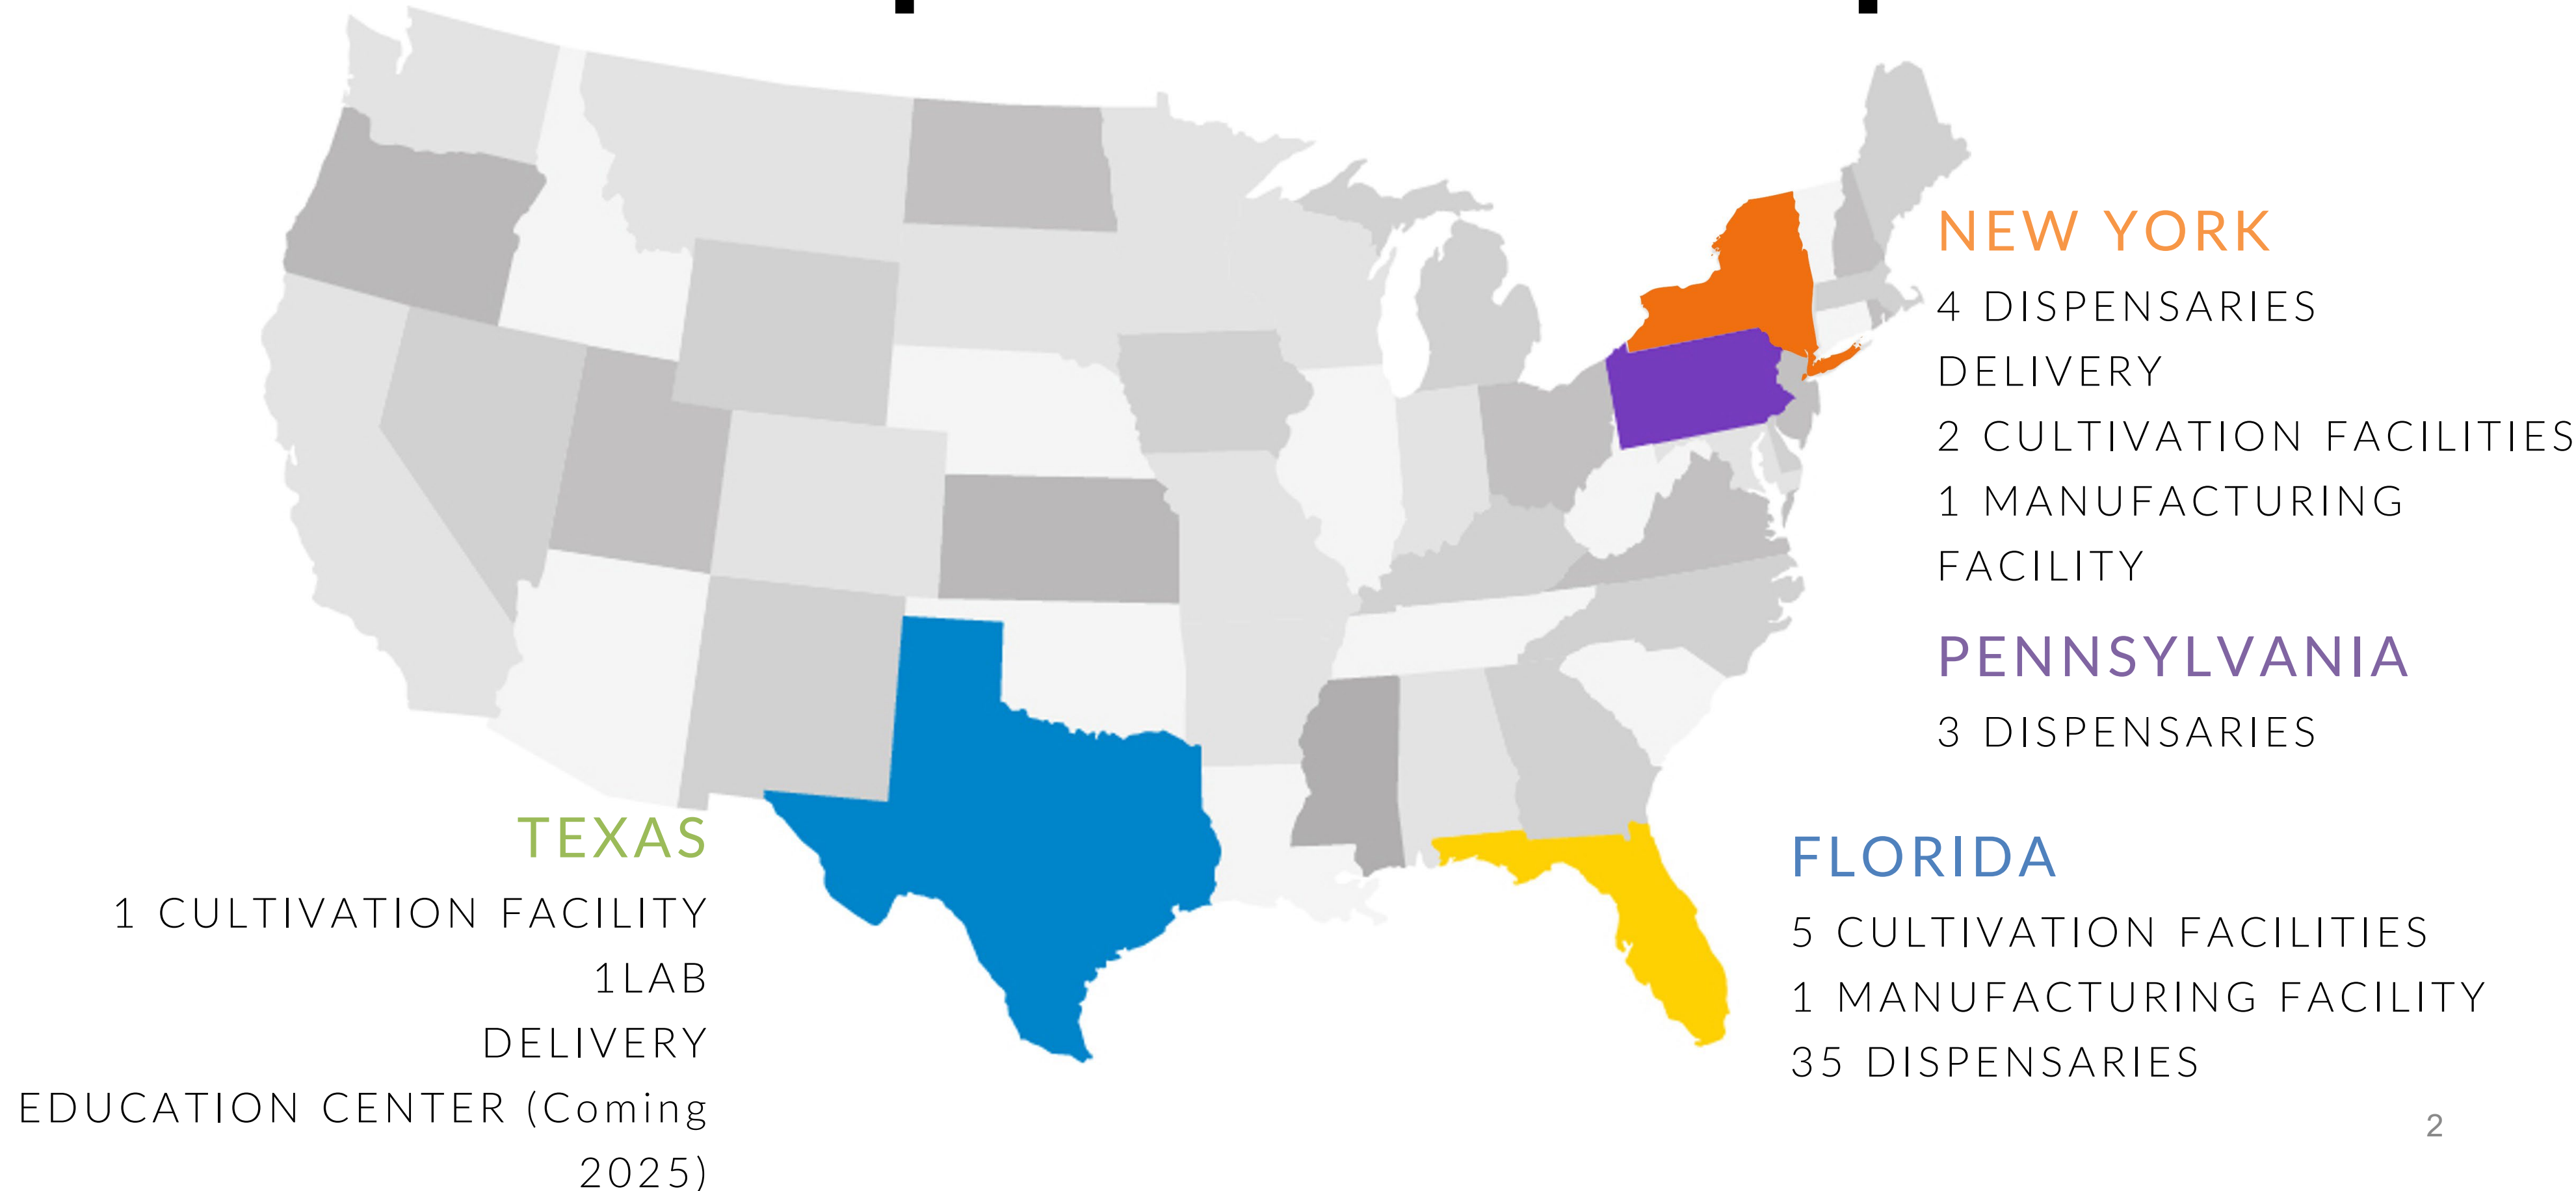 NEW YORK
4 DISPENSARIES
DELIVERY
2 CULTIVATION FACILITIES
1 MANUFACTURING
FACILITY
PENNSYLVANIA
3 DISPENSARIES
TEXAS
1 CULTIVATION FACILITY
1LAB
DELIVERY
EDUCATION CENTER (Coming
2025)
FLORIDA
5 CULTIVATION FACILITIES
1 MANUFACTURING FACILITY
35 DISPENSARIES
2